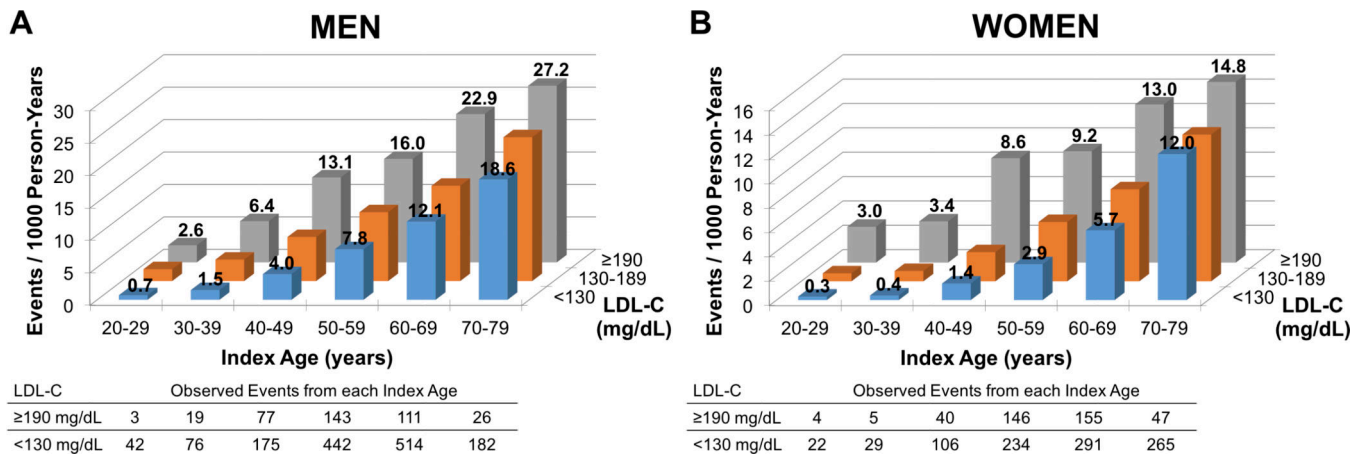 A
MEN
Events / 1000 Person-Years
30
25
20
15
10
5
0
2.6
6.4
13.1
16.0
22.9
27.2
0.7
1.5
4.0
7.8
12.1
18.6
≥190
130-189
<130
LDL-C
(mg/dL)
20-29 30-39 40-49 50-59 60-69 70-79
Index Age (years)
LDL-C Observed Events from each Index Age
≥190 mg/dL 3 19 77 143 111 26
<130 mg/dL 42 76 175 442 514 182
B
WOMEN
Events / 1000 Person-Years
16
14
12
10
8
6
4
2
0
3.0
3.4
8.6
9.2
13.0
14.8
0.3
0.4
1.4
2.9
5.7
12.0
≥190
130-189
<130
LDL-C
(mg/dL)
20-29 30-39 40-49 50-59 60-69 70-79
Index Age (years)
LDL-C Observed Events from each Index Age
≥190 mg/dL 4 5 40 146 155 47
<130 mg/dL 22 29 106 234 291 265